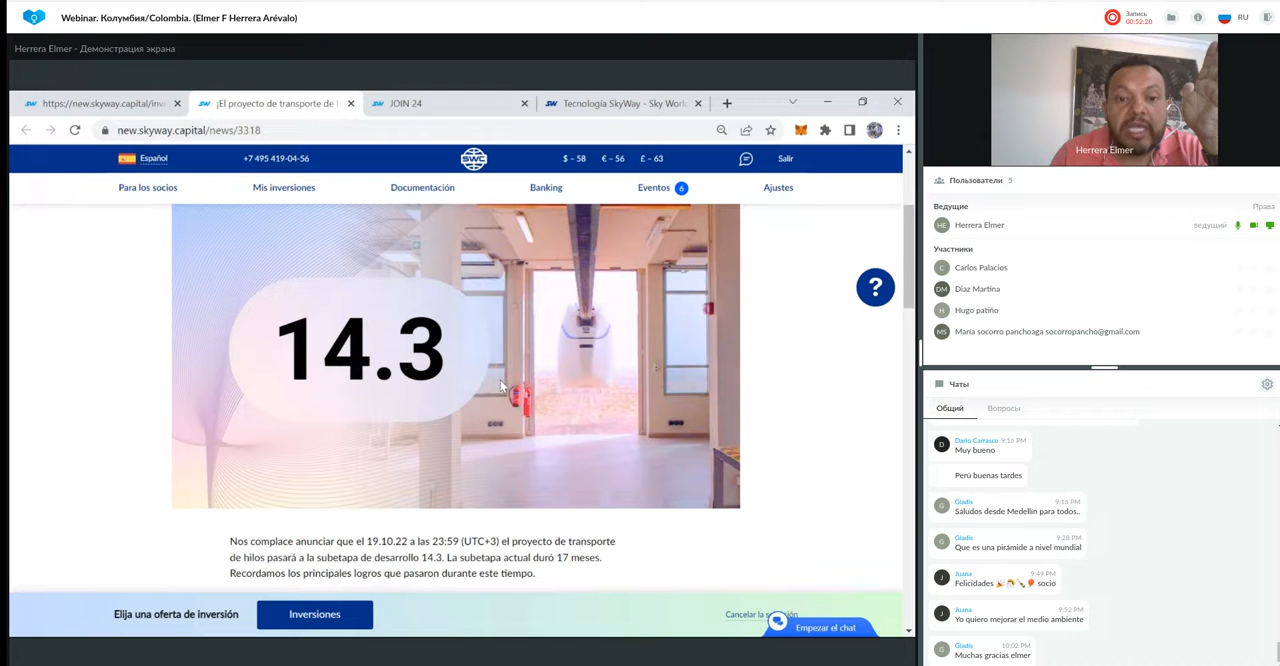 Webinar. Колумбия/Colombia. (Elmer F Herrera Arévalo)
Запись
00:52:20
RU
Herrera Elmer - Демонстрация экрана
https://new.skyway.capital/inv
¡El proyecto de transporte de
JOIN 24
Tecnología SkyWay - Sky Worl
new.skyway.capital/news/3318
Español
+7 495 419-04-56
SWC
$ – 58
€ – 56
£ – 63
Salir
Para los socios
Mis inversiones
Documentación
Banking
Eventos 6
Ajustes
14.3
?
Nos complace anunciar que el 19.10.22 a las 23:59 (UTC+3) el proyecto de transporte
de hilos pasará a la subetapa de desarrollo 14.3. La subetapa actual duró 17 meses.
Recordamos los principales logros que pasaron durante este tiempo.
Elija una oferta de inversión
Inversiones
Cancelar la
Empezar el chat
Herrera Elmer
Пользователи 5
Ведущие
Права
HE
Herrera Elmer
ведущий
Участники
C
Carlos Palacios
DM
Diaz Martina
H
Hugo patiño
MS
María socorro panchoaga socorropancho@gmail.com
Чаты
Общий
Вопросы
D
Dario Carrasco 9:16 PM
Muy bueno
Perú buenas tardes
G
Gladis 9:16 PM
Saludos desde Medellín para todos..
G
Gladis 9:28 PM
Que es una pirámide a nivel mundial
J
Juana 9:49 PM
Felicidades 🎉🎊🍾🎈 socio
J
Juana 9:52 PM
Yo quiero mejorar el medio ambiente
G
Gladis 10:02 PM
Muchas gracias elmer